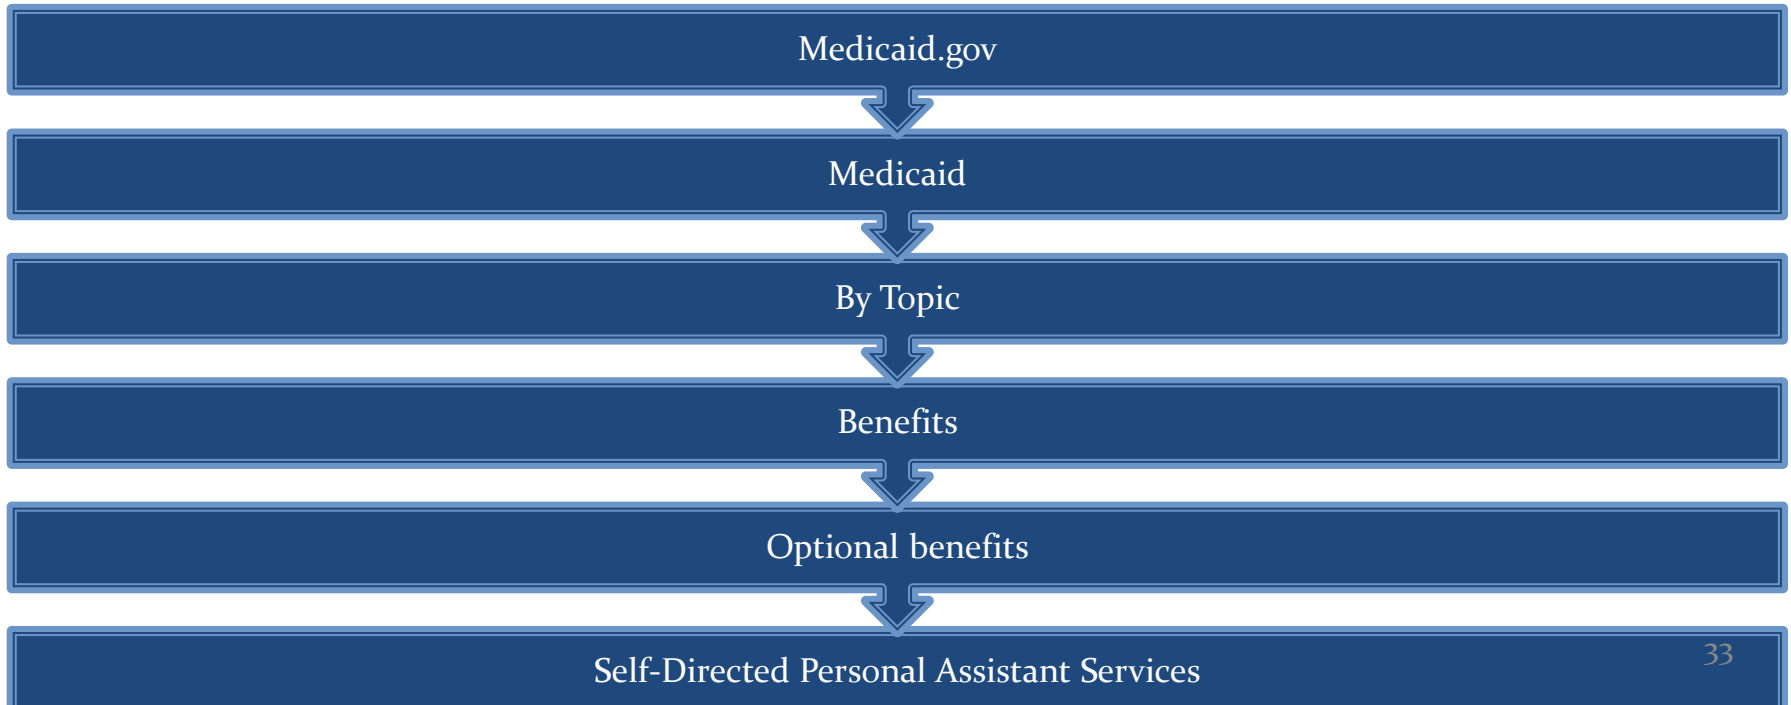 Medicaid.gov
Medicaid
By Topic
Benefits
Optional benefits
Self-Directed Personal Assistant Services
33